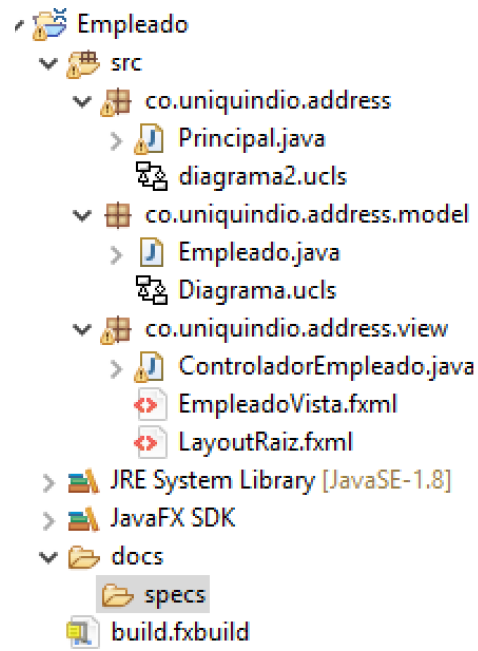 Empleado
src
co.uniquindio.address
Principal.java
diagrama2.ucls
co.uniquindio.address.model
Empleado.java
Diagrama.ucls
co.uniquindio.address.view
ControladorEmpleado.java
EmpleadoVista.fxml
LayoutRaiz.fxml
JRE System Library [JavaSE-1.8]
JavaFX SDK
docs
specs
build.fxbuild